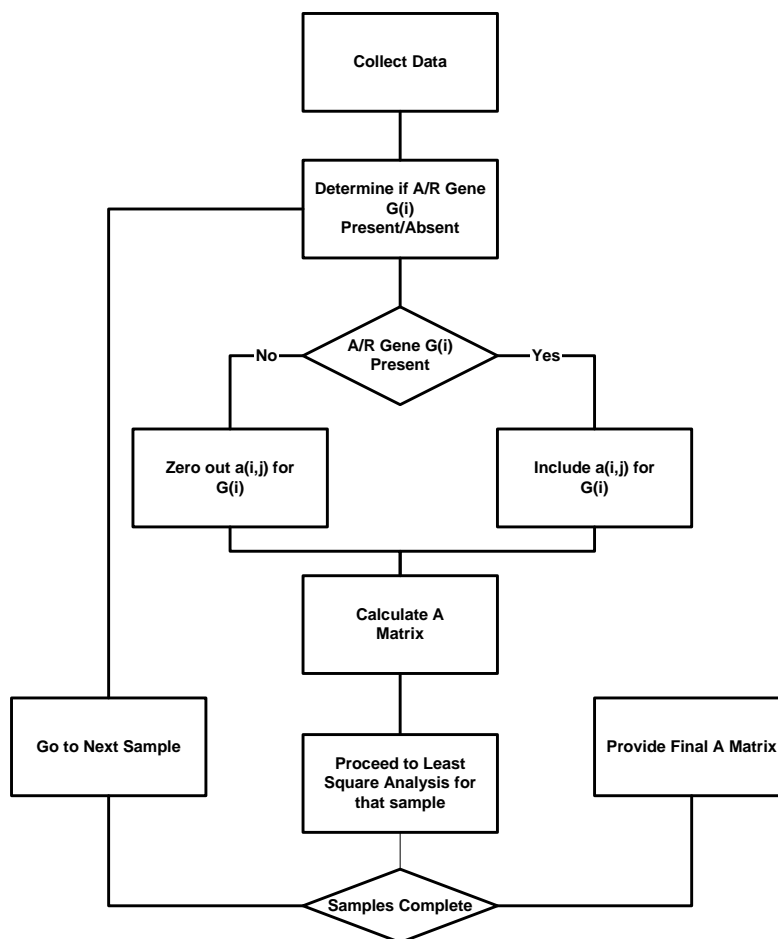 Collect Data
Determine if A/R Gene
G(i)
Present/Absent
A/R Gene G(i)
Present
No
Yes
Zero out a(i,j) for
G(i)
Include a(i,j) for
G(i)
Calculate A
Matrix
Go to Next Sample
Proceed to Least
Square Analysis for
that sample
Provide Final A Matrix
Samples Complete